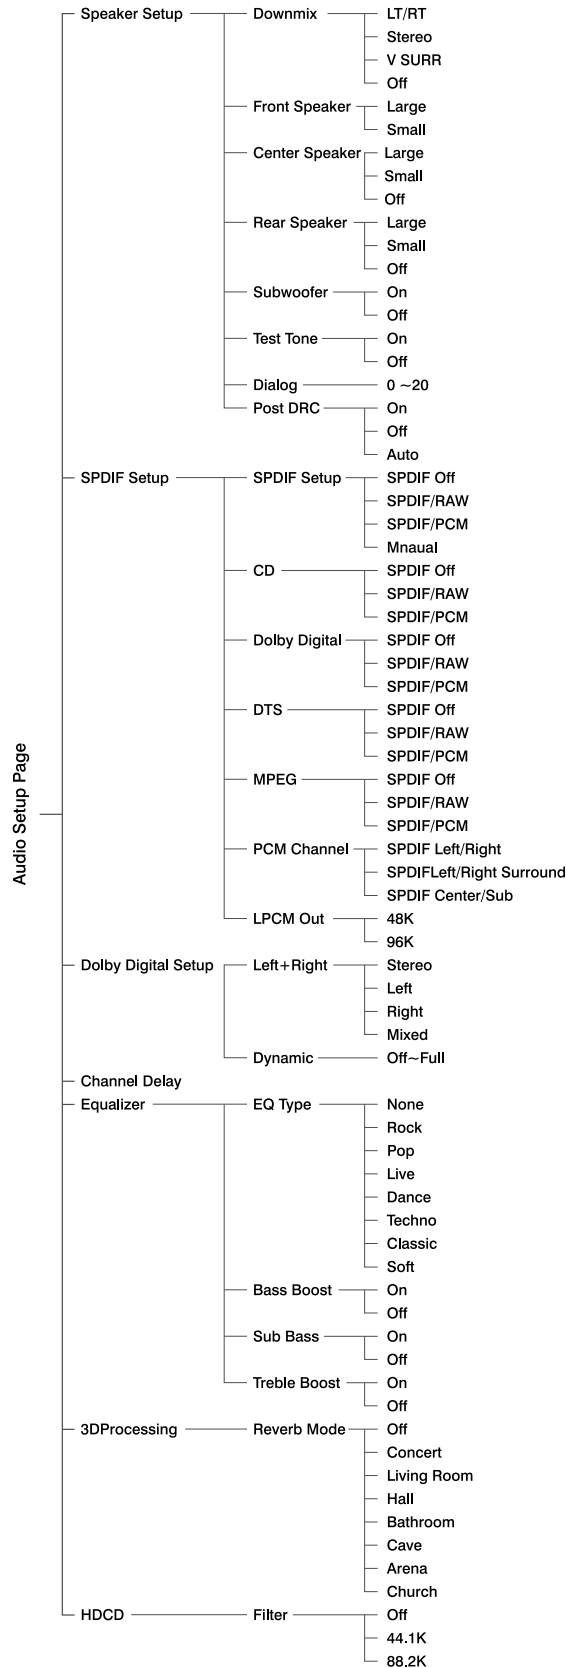 Audio Setup Page
Speaker Setup
Downmix
LT/RT
Stereo
V SURR
Off
Front Speaker
Large
Small
Center Speaker
Large
Small
Off
Rear Speaker
Large
Small
Off
Subwoofer
On
Off
Test Tone
On
Off
Dialog
0 ~20
Post DRC
On
Off
Auto
SPDIF Setup
SPDIF Setup
SPDIF Off
SPDIF/RAW
SPDIF/PCM
Mnaual
CD
SPDIF Off
SPDIF/RAW
SPDIF/PCM
Dolby Digital
SPDIF Off
SPDIF/RAW
SPDIF/PCM
DTS
SPDIF Off
SPDIF/RAW
SPDIF/PCM
MPEG
SPDIF Off
SPDIF/RAW
SPDIF/PCM
PCM Channel
SPDIF Left/Right
SPDIFLeft/Right Surround
SPDIF Center/Sub
LPCM Out
48K
96K
Dolby Digital Setup
Left+Right
Stereo
Left
Right
Mixed
Dynamic
Off~Full
Channel Delay
Equalizer
EQ Type
None
Rock
Pop
Live
Dance
Techno
Classic
Soft
Bass Boost
On
Off
Sub Bass
On
Off
Treble Boost
On
Off
3DProcessing
Reverb Mode
Off
Concert
Living Room
Hall
Bathroom
Cave
Arena
Church
HDCD
Filter
Off
44.1K
88.2K